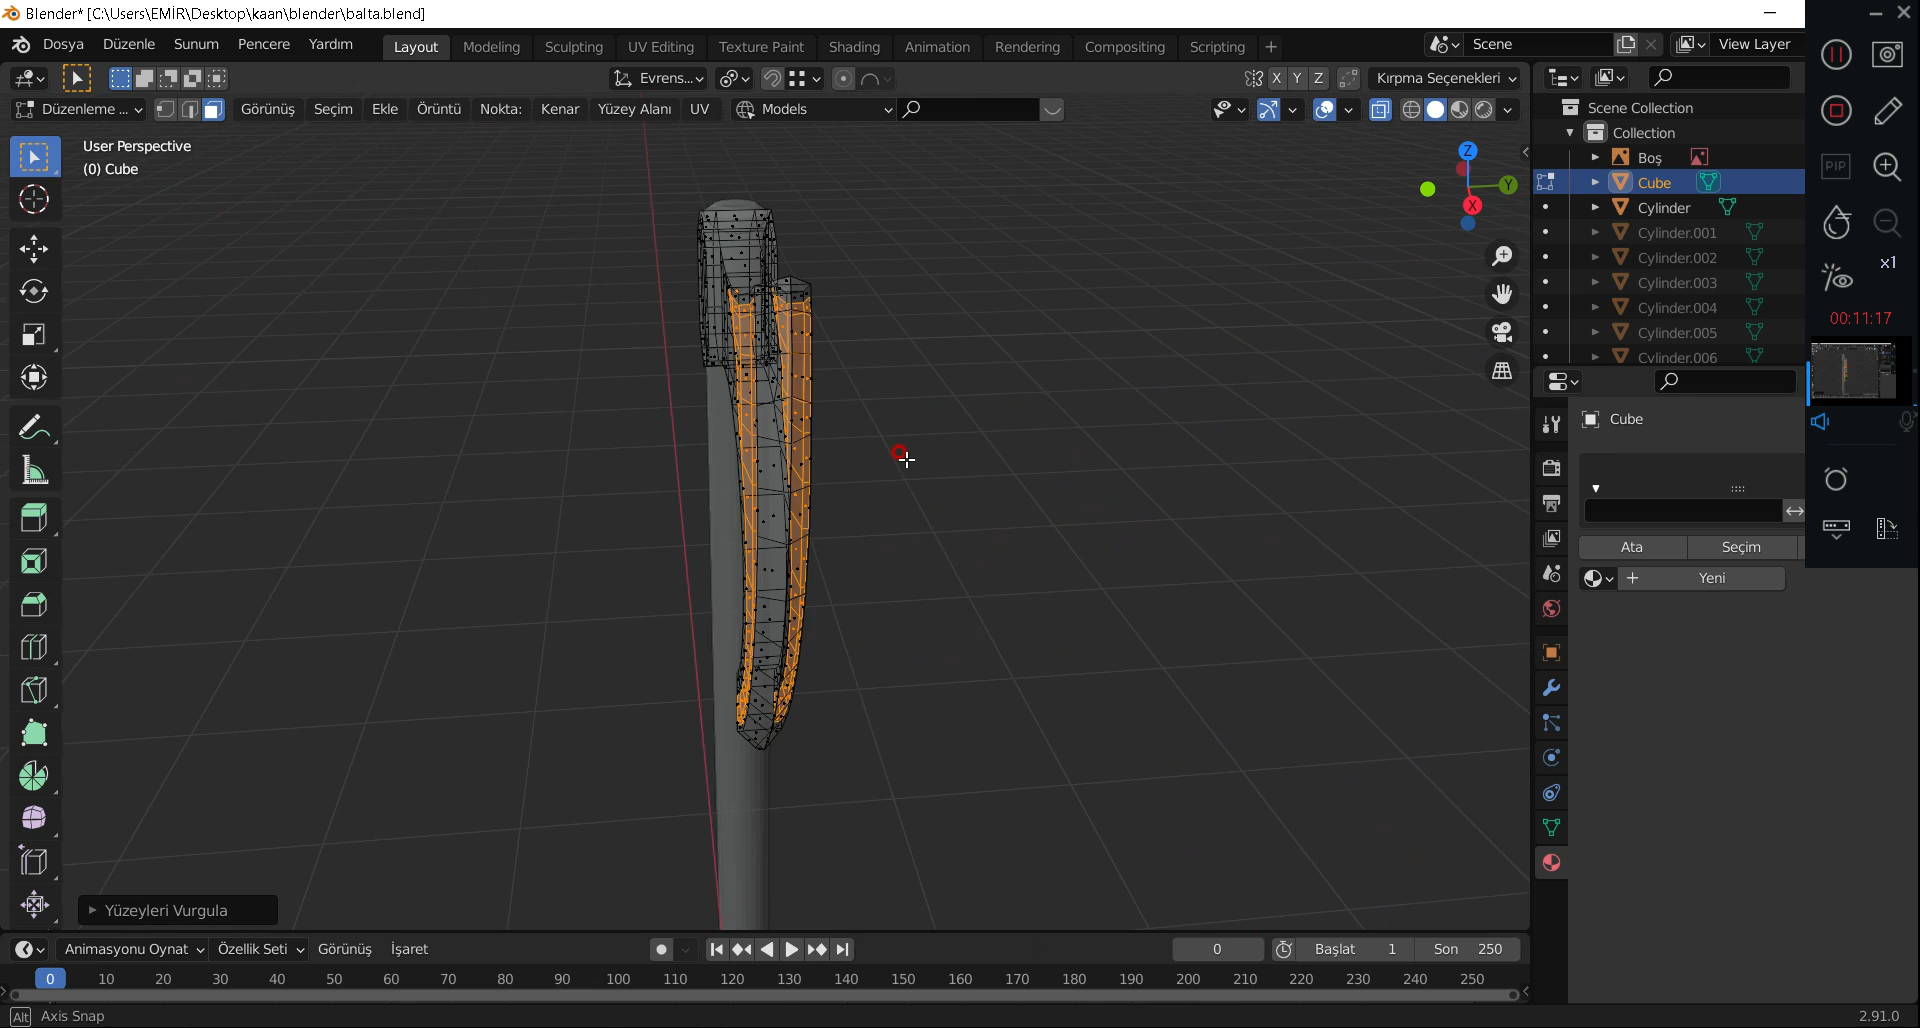 Blender* [C:\Users\EMİR\Desktop\kaan\blender\balta.blend]
Dosya Düzenle Sunum Pencere Yardım Layout Modeling Sculpting UV Editing Texture Paint Shading Animation Rendering Compositing Scripting + Scene View Layer
Evrens... X Y Z Kırpma Seçenekleri
Düzenleme ... Görünüş Seçim Ekle Örüntü Nokta: Kenar Yüzey Alanı UV Models
User Perspective
(0) Cube
Z
Y
X
Scene Collection
Collection
Boş
Cube
Cylinder
Cylinder.001
Cylinder.002
Cylinder.003
Cylinder.004
Cylinder.005
Cylinder.006
PIP
x1
00:11:17
Cube
Ata Seçim
+ Yeni
Yüzeyleri Vurgula
Animasyonu Oynat Özellik Seti Görünüş İşaret 0 Başlat 1 Son 250
0 10 20 30 40 50 60 70 80 90 100 110 120 130 140 150 160 170 180 190 200 210 220 230 240 250
Alt Axis Snap 2.91.0